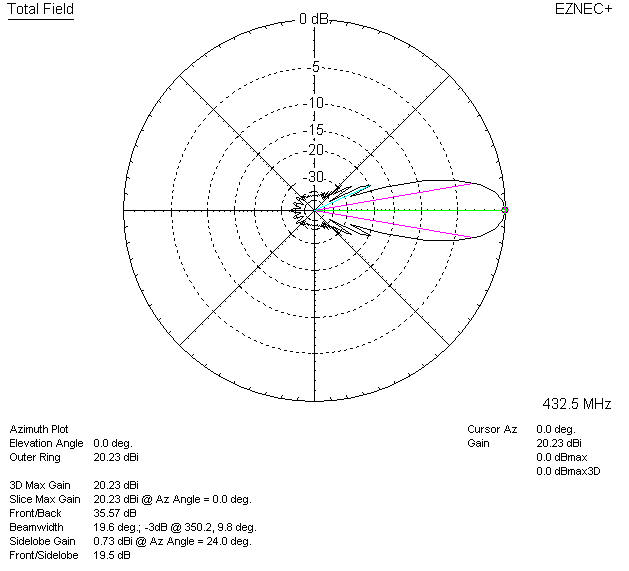 Total Field
EZNEC+
0 dB
-5
-10
-15
-20
-30
432.5 MHz
Azimuth Plot
Elevation Angle 0.0 deg.
Outer Ring 20.23 dBi
Cursor Az 0.0 deg.
Gain 20.23 dBi
0.0 dBmax
0.0 dBmax3D
3D Max Gain 20.23 dBi
Slice Max Gain 20.23 dBi @ Az Angle = 0.0 deg.
Front/Back 35.57 dB
Beamwidth 19.6 deg.; -3dB @ 350.2, 9.8 deg.
Sidelobe Gain 0.73 dBi @ Az Angle = 24.0 deg.
Front/Sidelobe 19.5 dB